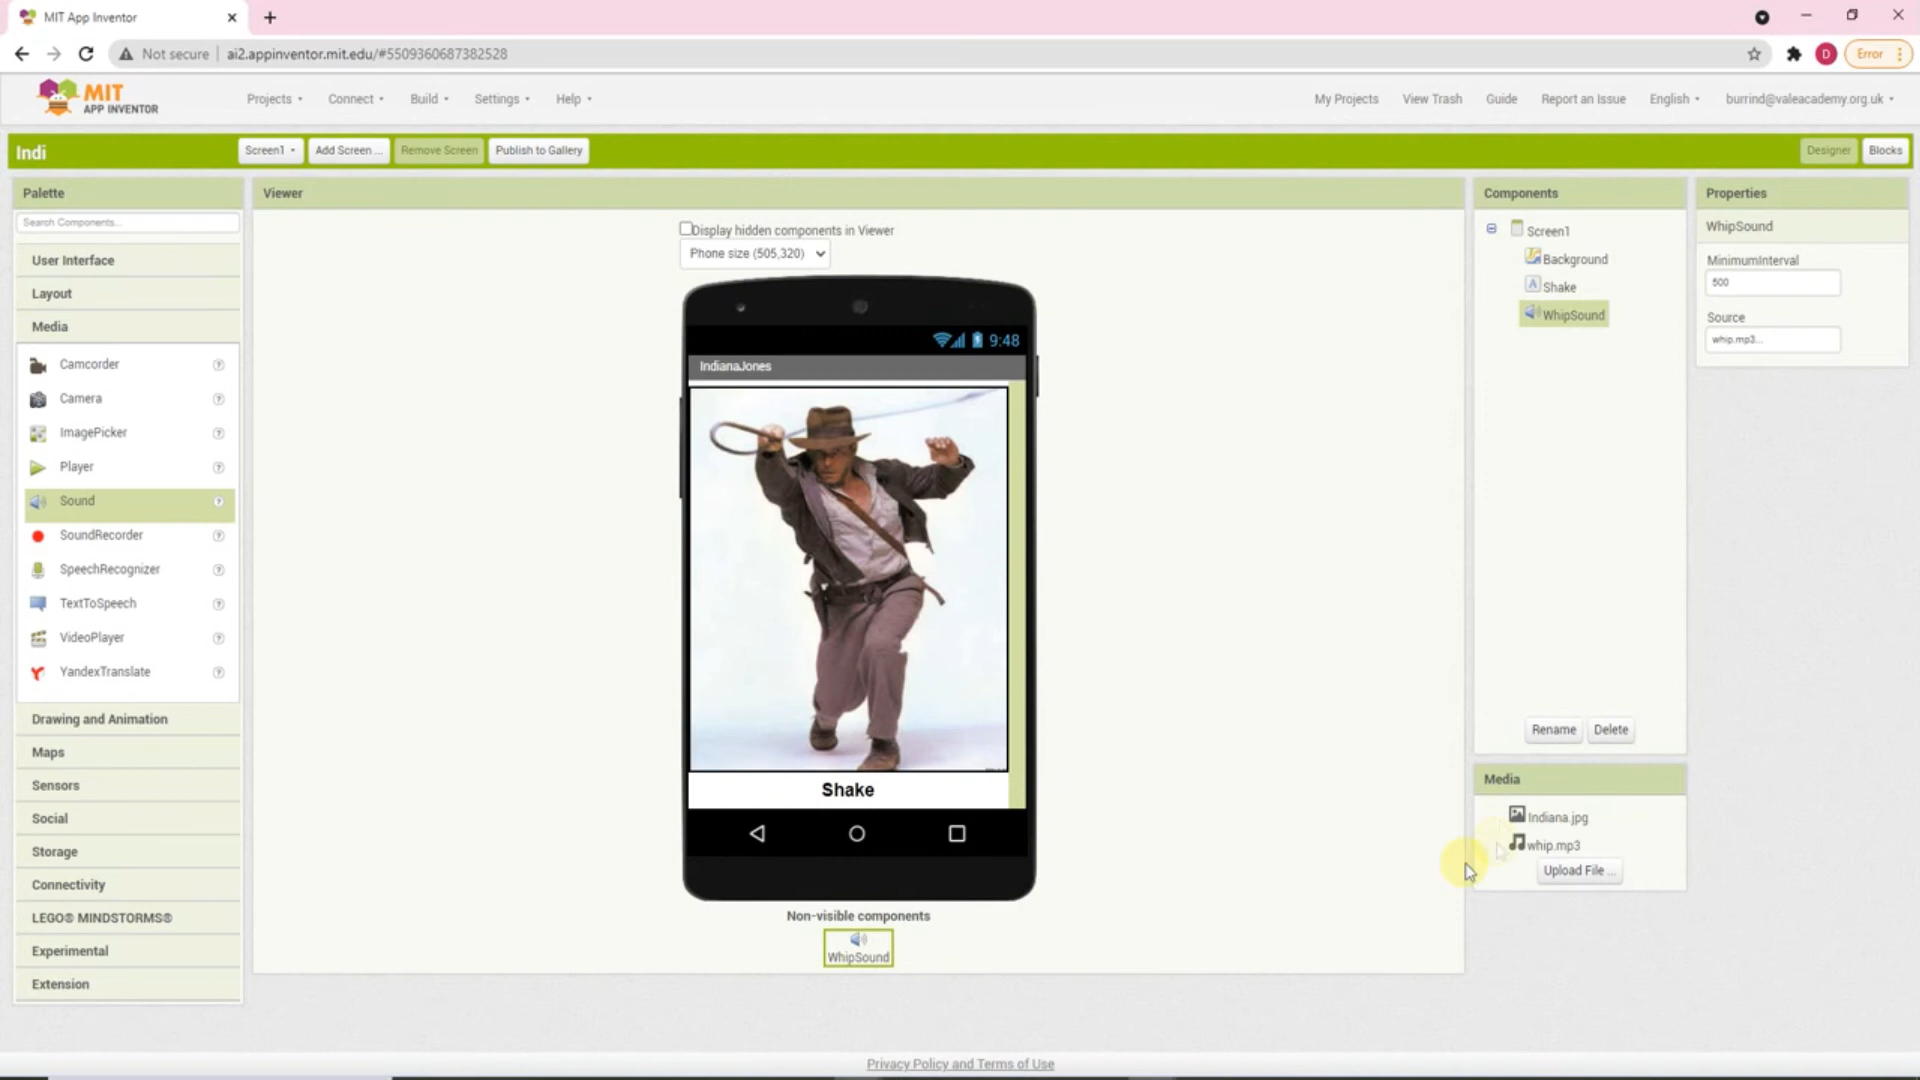 MIT App Inventor
Not secure
ai2.appinventor.mit.edu/#5509360687382528
D
Error
MIT
APP INVENTOR
Projects
Connect
Build
Settings
Help
My Projects
View Trash
Guide
Report an Issue
English
burrind@valeacademy.org.uk
Indi
Screen1
Add Screen ...
Remove Screen
Publish to Gallery
Designer
Blocks
Palette
Search Components...
User Interface
Layout
Media
Camcorder
Camera
ImagePicker
Player
Sound
SoundRecorder
SpeechRecognizer
TextToSpeech
VideoPlayer
YandexTranslate
Drawing and Animation
Maps
Sensors
Social
Storage
Connectivity
LEGO® MINDSTORMS®
Experimental
Extension
Viewer
Display hidden components in Viewer
Phone size (505,320)
9:48
IndianaJones
Shake
Non-visible components
WhipSound
Components
Screen1
Background
Shake
WhipSound
Rename
Delete
Media
Indiana.jpg
whip.mp3
Upload File ...
Properties
WhipSound
MinimumInterval
500
Source
whip.mp3...
Privacy Policy and Terms of Use